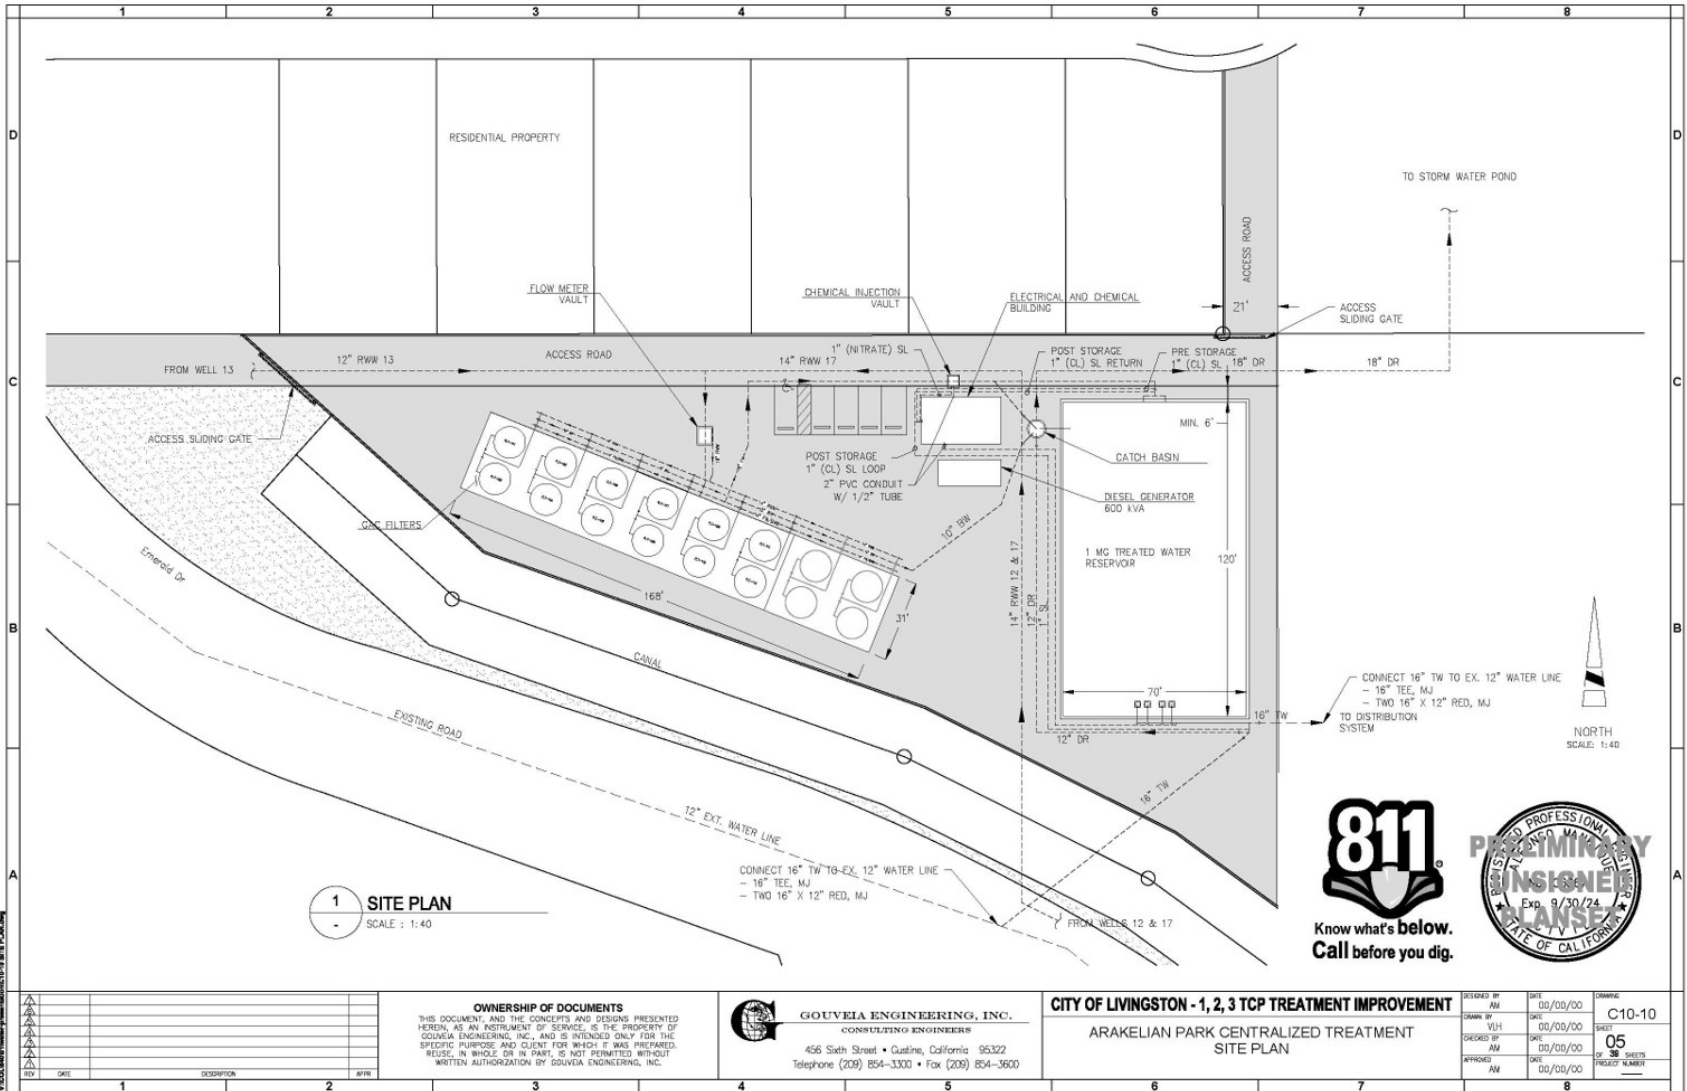 1 2 3 4 5 6 7 8
D D
RESIDENTIAL PROPERTY
TO STORM WATER POND
ACCESS ROAD
FLOW METER
VAULT
CHEMICAL INJECTION
VAULT
ELECTRICAL AND CHEMICAL
BUILDING
21'
ACCESS
SLIDING GATE
C C
FROM WELL 13
12" RWW 13
ACCESS ROAD
14" RWW 17
1" (NITRATE) SL
POST STORAGE
1" (CL) SL RETURN
PRE STORAGE
1" (CL) SL
18" DR
18" DR
MIN. 6'
ACCESS SLIDING GATE
POST STORAGE
1" (CL) SL LOOP
2" PVC CONDUIT
W/ 1/2" TUBE
CATCH BASIN
DIESEL GENERATOR
600 kVA
GAC FILTERS
10" BW
1 MG TREATED WATER
RESERVOIR
120'
Emerald Dr
168'
31'
14" RWW 12 & 17
12" DR
1" SL
B B
CANAL
70'
CONNECT 16" TW TO EX. 12" WATER LINE
- 16" TEE, MJ
- TWO 16" X 12" RED, MJ
16" TW
TO DISTRIBUTION
SYSTEM
EXISTING ROAD
12" DR
NORTH
SCALE: 1:40
16" TW
12" EXT. WATER LINE
CONNECT 16" TW TO EX. 12" WATER LINE
- 16" TEE, MJ
- TWO 16" X 12" RED, MJ
A A
1
-
SITE PLAN
SCALE : 1:40
FROM WELLS 12 & 17
811
Know what's below.
Call before you dig.
PRELIMINARY
UNSIGNED
PLANSET
Exp. 9/30/24
STATE OF CALIFORNIA
REV DATE DESCRIPTION APPR
OWNERSHIP OF DOCUMENTS
THIS DOCUMENT, AND THE CONCEPTS AND DESIGNS PRESENTED
HEREIN, AS AN INSTRUMENT OF SERVICE, IS THE PROPERTY OF
GOUVEIA ENGINEERING, INC., AND IS INTENDED ONLY FOR THE
SPECIFIC PURPOSE AND CLIENT FOR WHICH IT WAS PREPARED.
REUSE, IN WHOLE OR IN PART, IS NOT PERMITTED WITHOUT
WRITTEN AUTHORIZATION BY GOUVEIA ENGINEERING, INC.
GOUVEIA ENGINEERING, INC.
CONSULTING ENGINEERS
456 Sixth Street • Gustine, California 95322
Telephone (209) 854-3300 • Fax (209) 854-3600
CITY OF LIVINGSTON - 1, 2, 3 TCP TREATMENT IMPROVEMENT
ARAKELIAN PARK CENTRALIZED TREATMENT
SITE PLAN
DESIGNED BY
AM
DATE
00/00/00
DRAWN BY
VLH
DATE
00/00/00
CHECKED BY
AM
DATE
00/00/00
APPROVED
AM
DATE
00/00/00
DRAWING
C10-10
SHEET
05
OF 38 SHEETS
PROJECT NUMBER
1 2 3 4 5 6 7 8